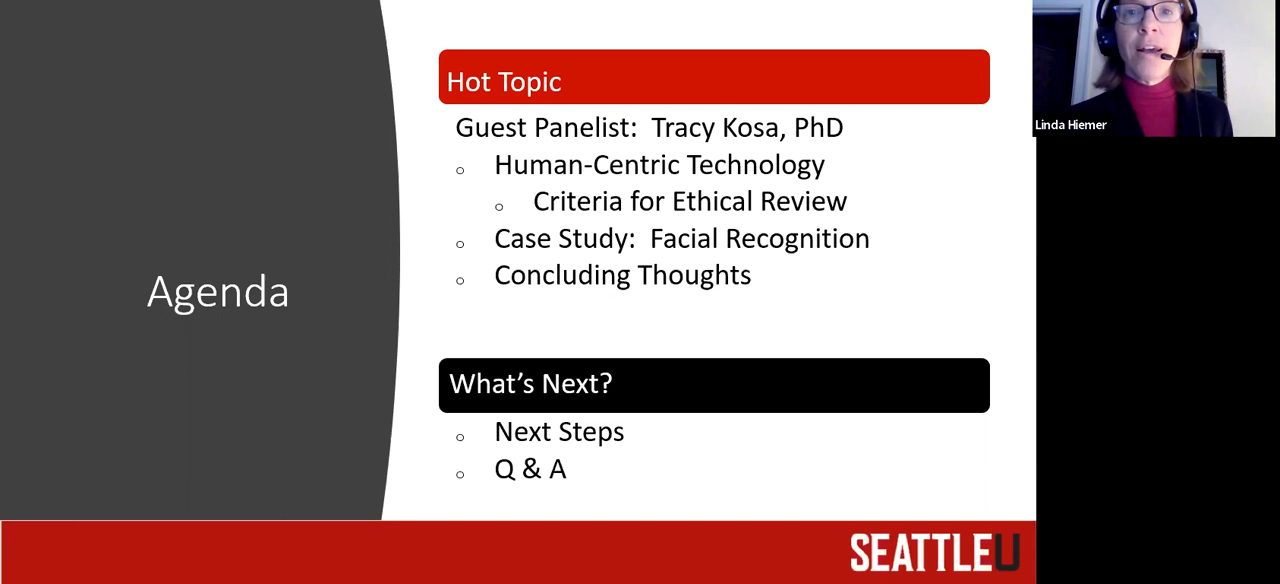 Agenda
Hot Topic
Guest Panelist: Tracy Kosa, PhD
Human-Centric Technology
Criteria for Ethical Review
Case Study: Facial Recognition
Concluding Thoughts
What's Next?
Next Steps
Q & A
SEATTLEU
Linda Hiemer